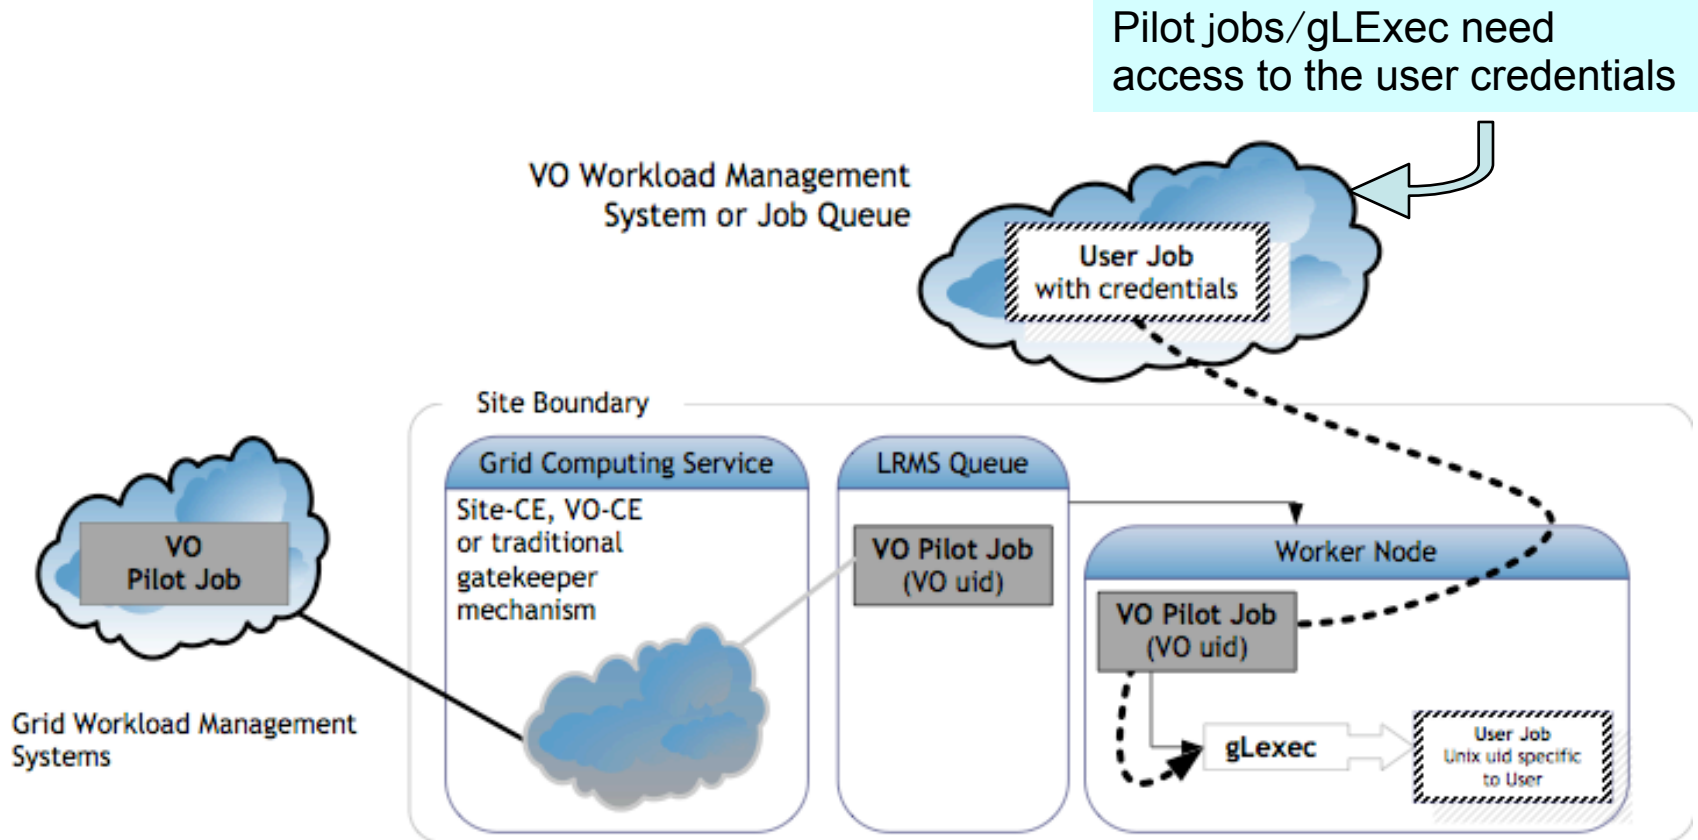 Pilot jobs/gLExec need
access to the user credentials
VO Workload Management
System or Job Queue
User Job
with credentials
Site Boundary
Grid Computing Service
Site-CE, VO-CE
or traditional
gatekeeper
mechanism
LRMS Queue
VO Pilot Job
(VO uid)
Worker Node
VO Pilot Job
(VO uid)
gLexec
User Job
Unix uid specific
to User
VO
Pilot Job
Grid Workload Management
Systems